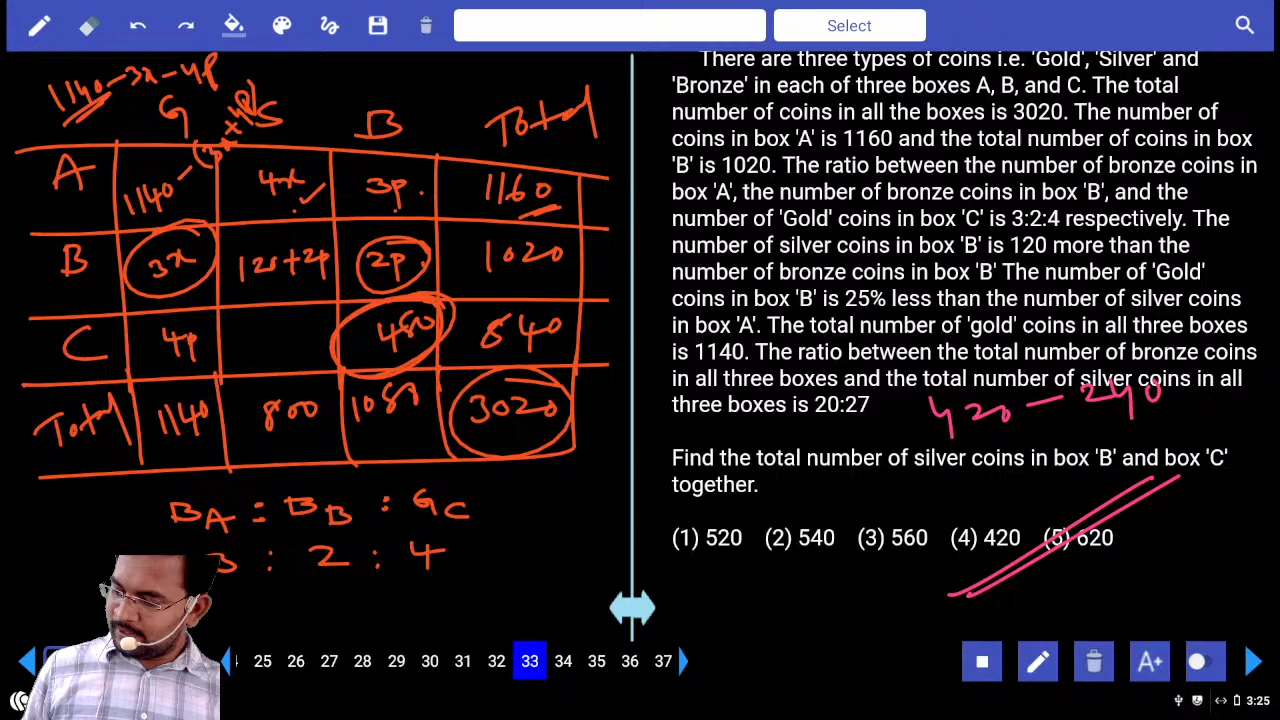 Select
1140-3x-4p
G S B Total
A 1140-(3x+4p) 4x 3p 1160
B 3x 120+2p 2p 1020
C 4p 480 840
Total 1140 800 1080 3020
BA : BB : GC
3 : 2 : 4
There are three types of coins i.e. 'Gold', 'Silver' and
'Bronze' in each of three boxes A, B, and C. The total
number of coins in all the boxes is 3020. The number of
coins in box 'A' is 1160 and the total number of coins in box
'B' is 1020. The ratio between the number of bronze coins in
box 'A', the number of bronze coins in box 'B', and the
number of 'Gold' coins in box 'C' is 3:2:4 respectively. The
number of silver coins in box 'B' is 120 more than the
number of bronze coins in box 'B' The number of 'Gold'
coins in box 'B' is 25% less than the number of silver coins
in box 'A'. The total number of 'gold' coins in all three boxes
is 1140. The ratio between the total number of bronze coins
in all three boxes and the total number of silver coins in all
three boxes is 20:27
420 - 240
Find the total number of silver coins in box 'B' and box 'C'
together.
(1) 520 (2) 540 (3) 560 (4) 420 (5) 620
25 26 27 28 29 30 31 32 33 34 35 36 37
A+
3:25